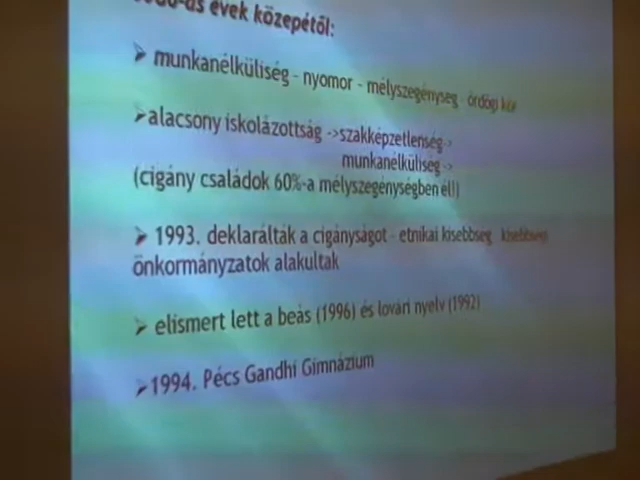 -as évek közepétől:
➢ munkanélküliség - nyomor - mélyszegénység - ördögi kör
➢alacsony iskolázottság ->szakképzetlenség->
munkanélküliség ->
(cigány családok 60%-a mélyszegénységben él!)
➢ 1993. deklarálták a cigányságot - etnikai kisebbség kisebbségi
önkormányzatok alakultak
➢ elismert lett a beás (1996) és lovári nyelv (1992)
➢1994. Pécs Gandhi Gimnázium